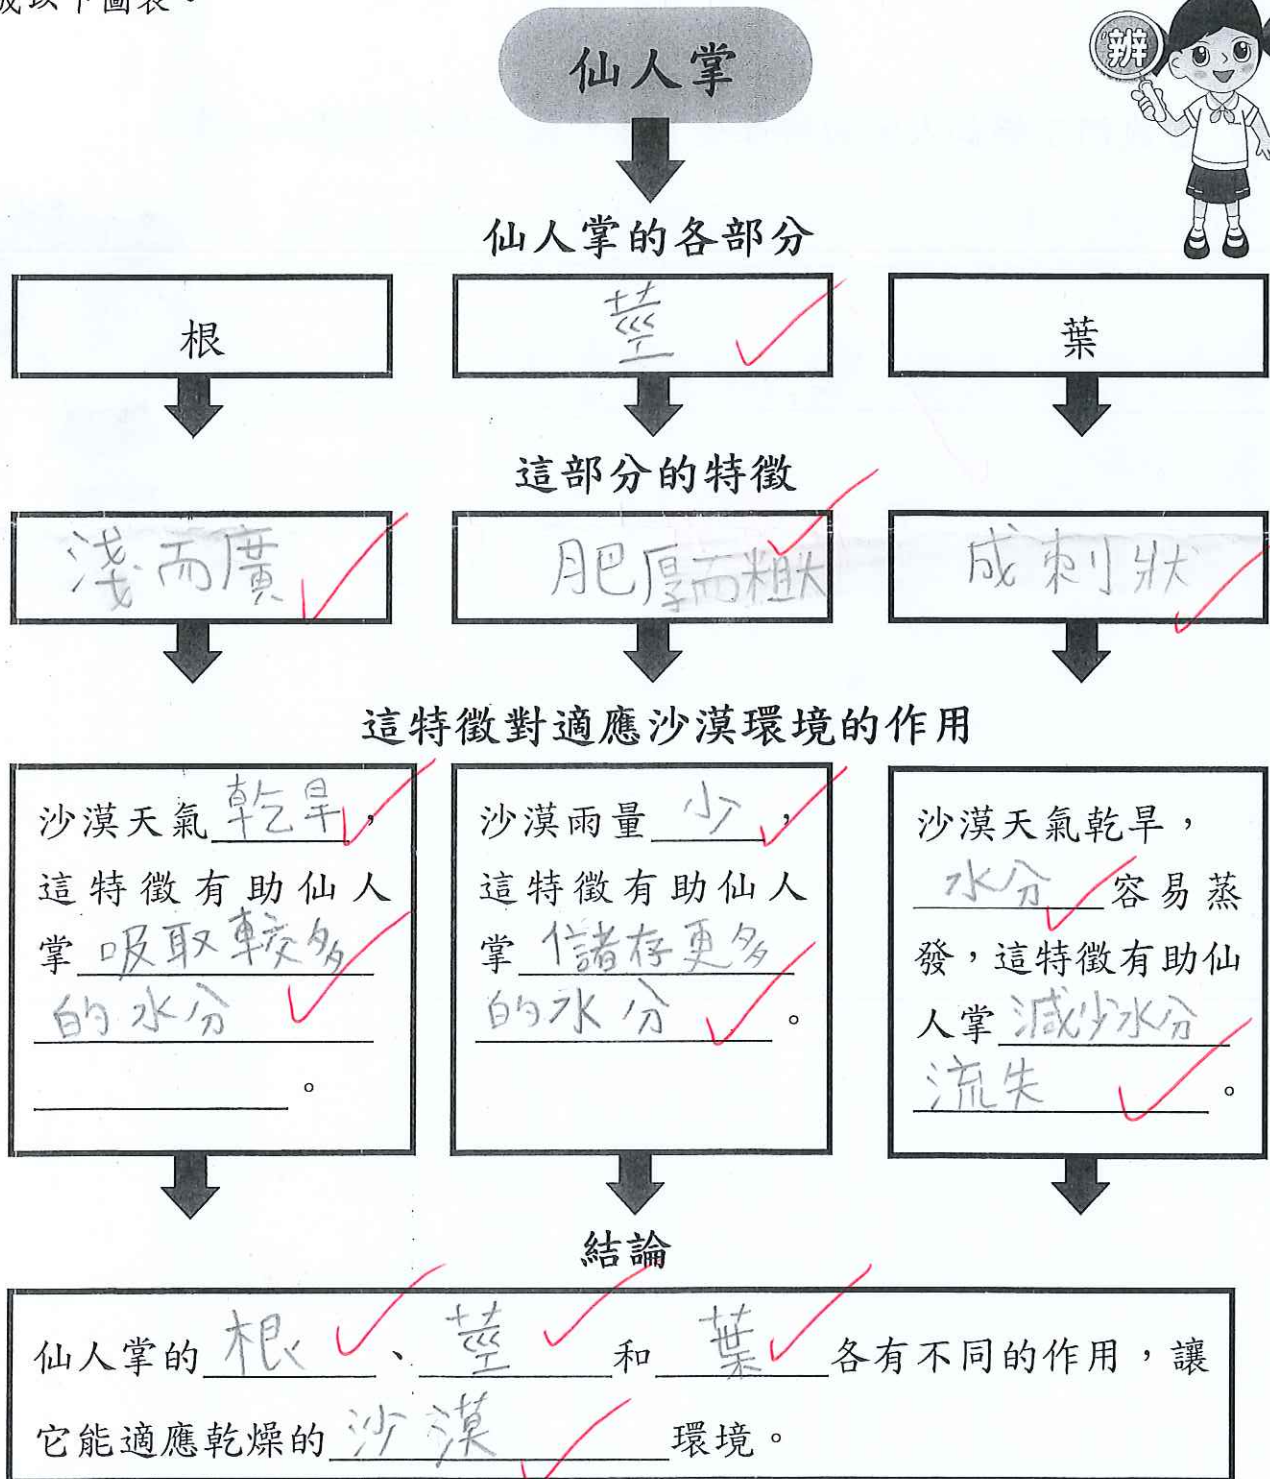 成以下圖表。
辨
仙人掌
仙人掌的各部分
根
莖
葉
這部分的特徵
淺而廣
肥厚而粗大
成刺狀
這特徵對適應沙漠環境的作用
沙漠天氣乾旱,
這特徵有助仙人
掌吸取較多
的水分
。
沙漠雨量少,
這特徵有助仙人
掌儲存更多
的水分。
沙漠天氣乾旱,
水分容易蒸
發,這特徵有助仙
人掌減少水分
流失。
結論
仙人掌的根、莖和葉各有不同的作用,讓
它能適應乾燥的沙漠環境。